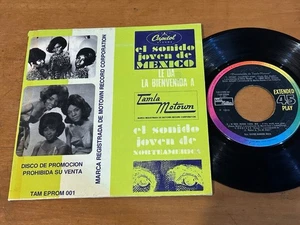 Capitol
el sonido
joven de
MEXICO
LE DA
LA BIENVENIDA A
Tamla
Motown
el sonido
joven de
NORTEAMERICA
MARCA REGISTRADA DE MOTOWN RECORD CORPORATION
DISCO DE PROMOCION
PROHIBIDA SU VENTA
TAM EPROM 001
EXTENDED
45
PLAY